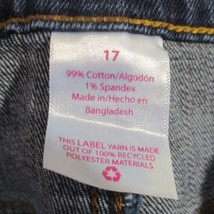 17
99% Cotton/Algodón
1% Spandex
Made in/Hecho en
Bangladesh
THIS LABEL YARN IS MADE
OUT OF 100% RECYCLED
POLYESTER MATERIALS